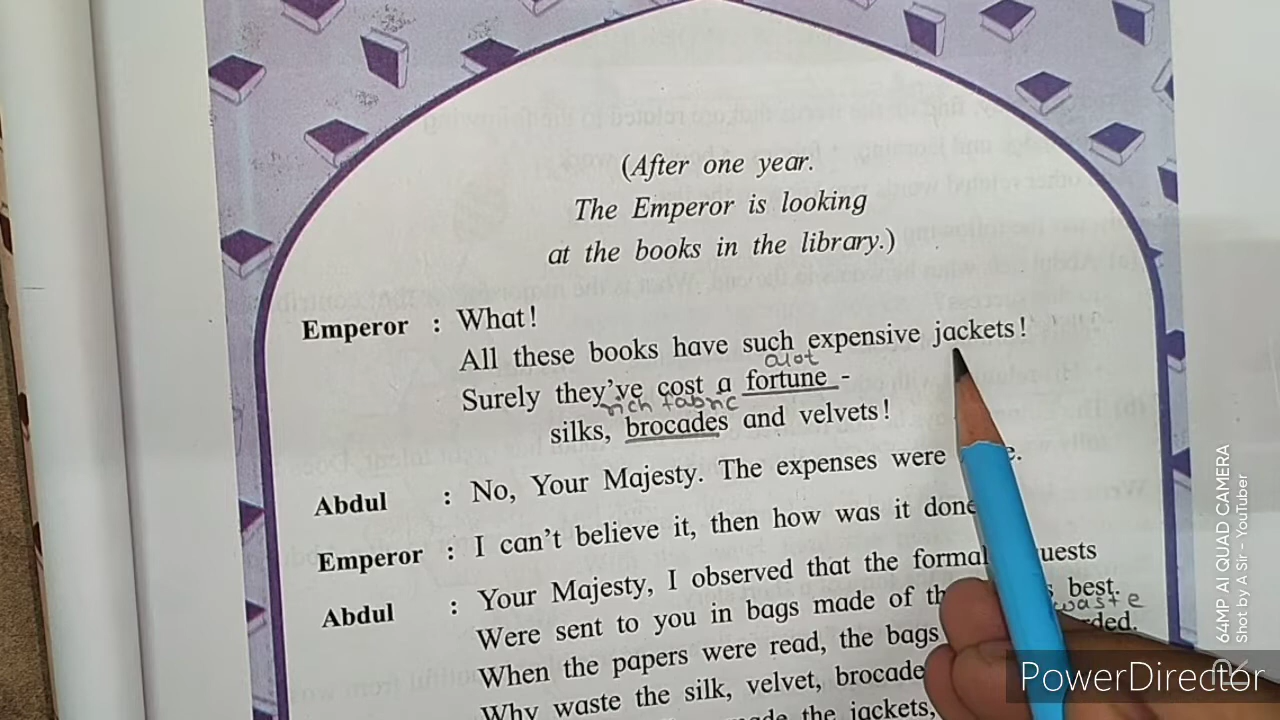 (After one year.
The Emperor is looking
at the books in the library.)
Emperor : What!
All these books have such expensive jackets!
alot
Surely they've cost a fortune -
rich fabric
silks, brocades and velvets!
Abdul : No, Your Majesty. The expenses were
Emperor : I can't believe it, then how was it done
Abdul : Your Majesty, I observed that the formal
Were sent to you in bags made of best.
waste
When the papers were read, the bags
Why waste the silk, velvet, brocade
the jackets,
64MP AI QUAD CAMERA
Shot by A Sir - YouTuber
PowerDirector